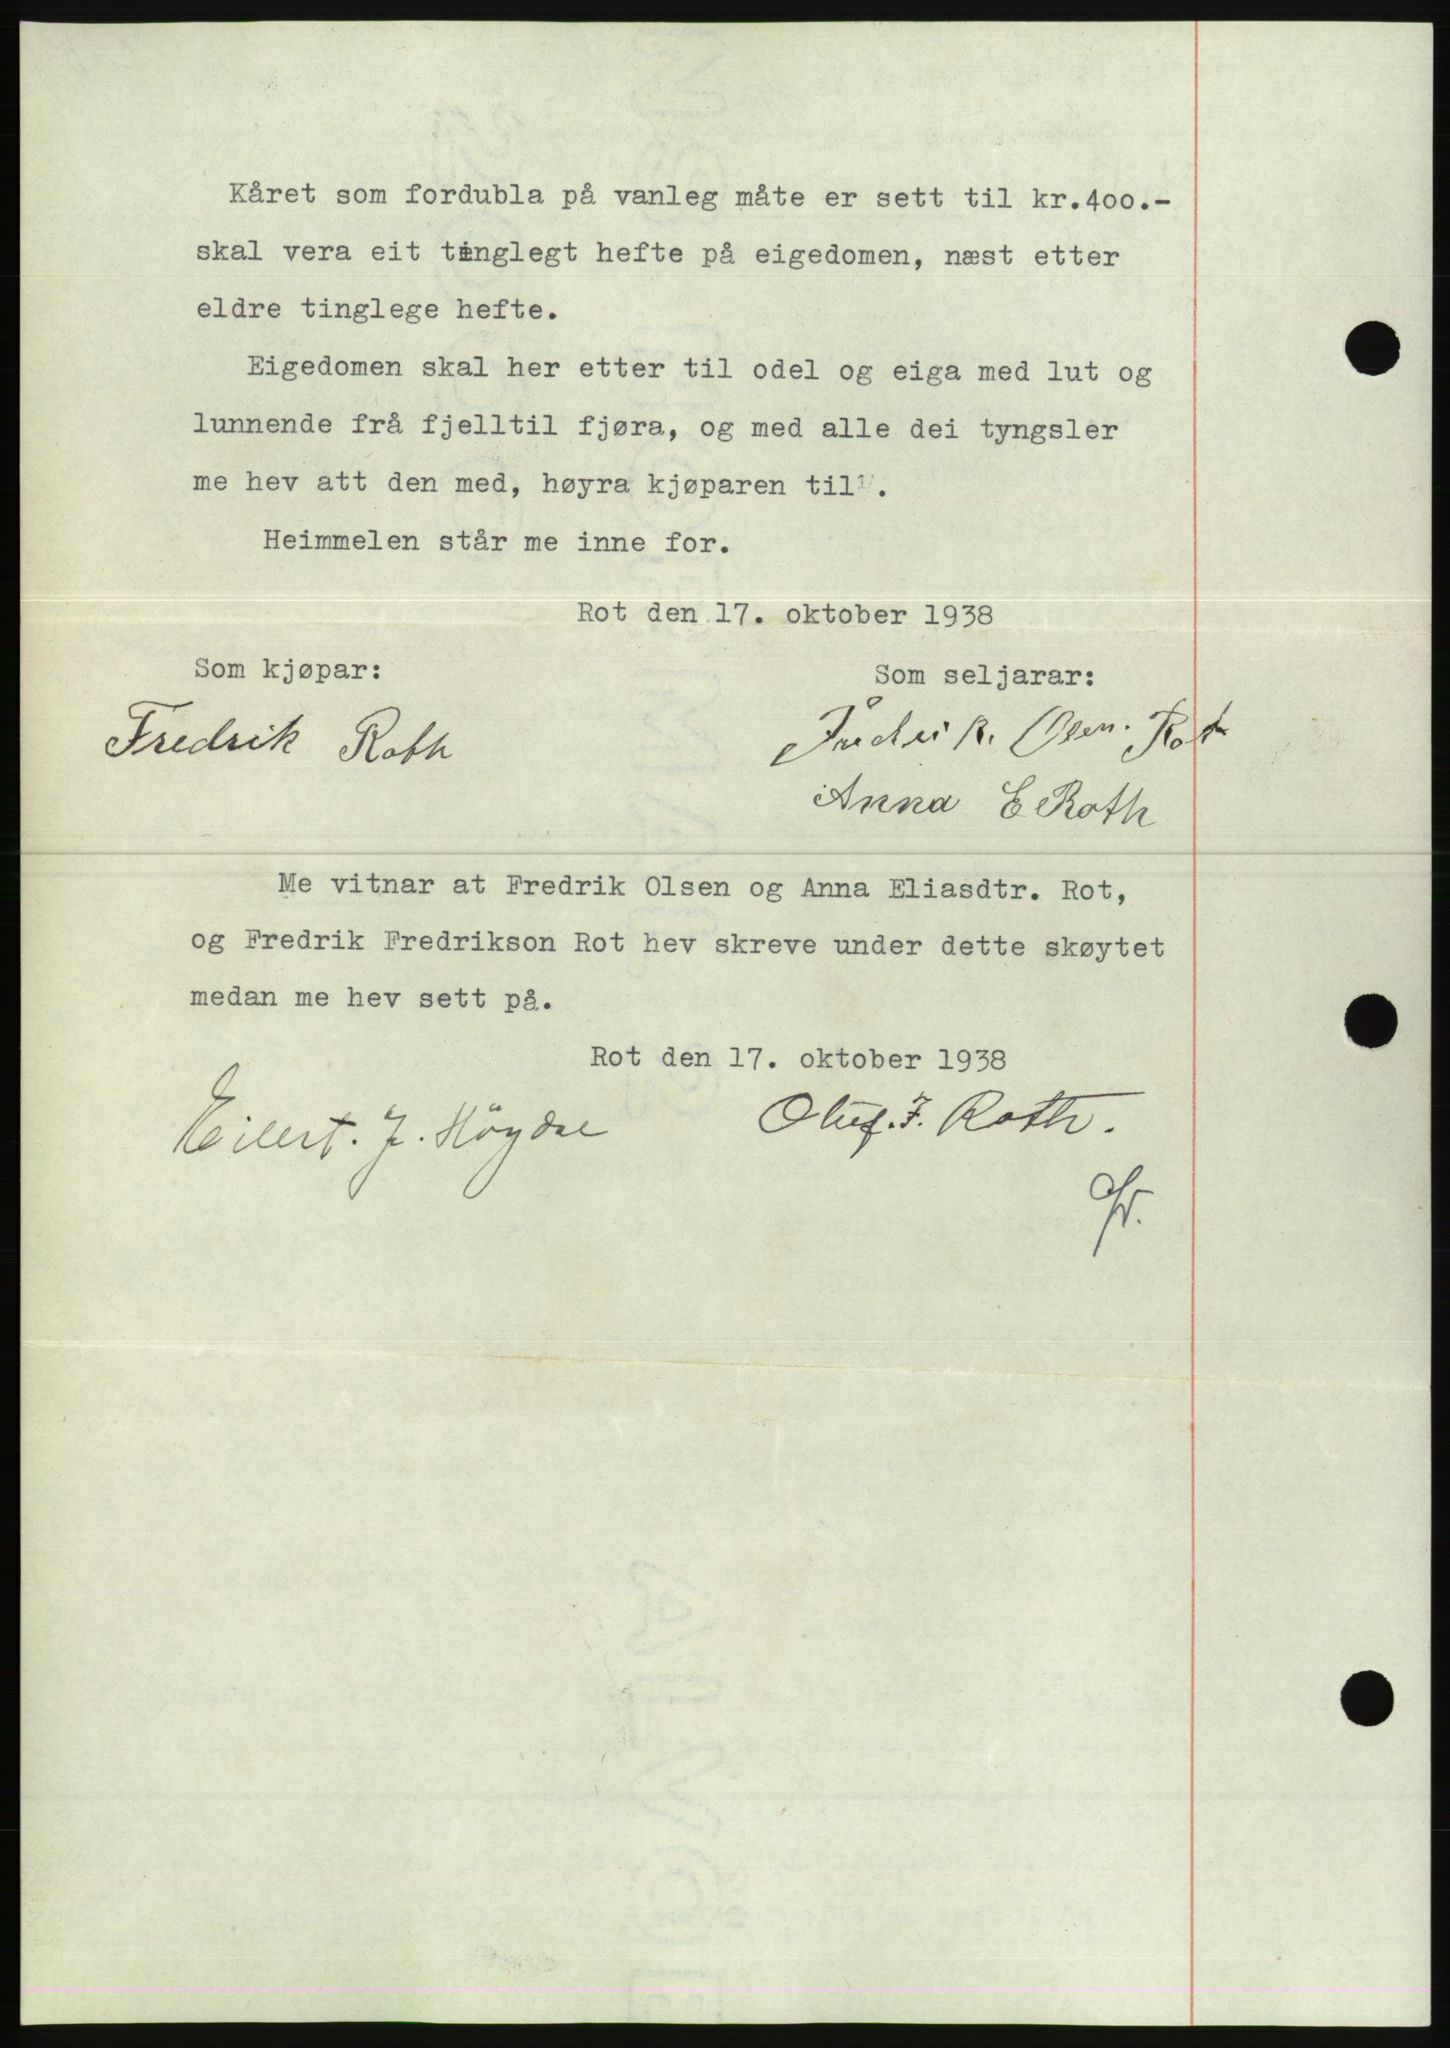 Kåret som fordubla på vanleg måte er sett til kr.400.-
skal vera eit tinglegt hefte på eigedomen, næst etter
eldre tinglege hefte.
Eigedomen skal her etter til odel og eiga med lut og
lunnende frå fjelltil fjøra, og med alle dei tyngsler
me hev att den med, høyra kjøparen til.
Heimmelen står me inne for.
Rot den 17. oktober 1938
Som kjøpar:
Som seljarar:
Fredrik Roth
Fredrik. Olsen. Rot
Anna E Roth
Me vitnar at Fredrik Olsen og Anna Eliasdtr. Rot,
og Fredrik Fredrikson Rot hev skreve under dette skøytet
medan me hev sett på.
Rot den 17. oktober 1938
Eilert. J. Höydal
Oluf. F. Roth.